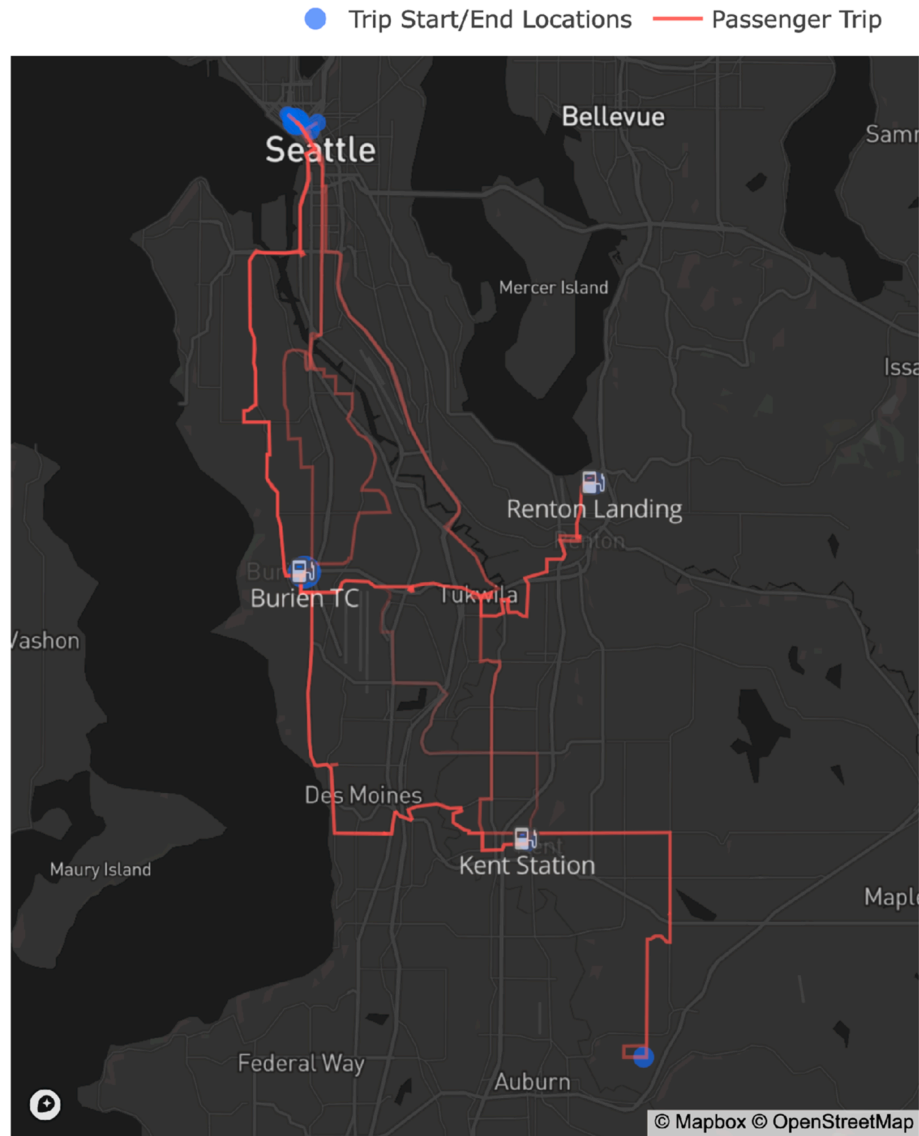 Trip Start/End Locations Passenger Trip
Bellevue
Samm
Seattle
Mercer Island
Issa
Renton Landing
Renton
Bur
Burien TC
Tukwila
Vashon
Des Moines
Kent Station
Maury Island
Maple
Federal Way
Auburn
© Mapbox © OpenStreetMap